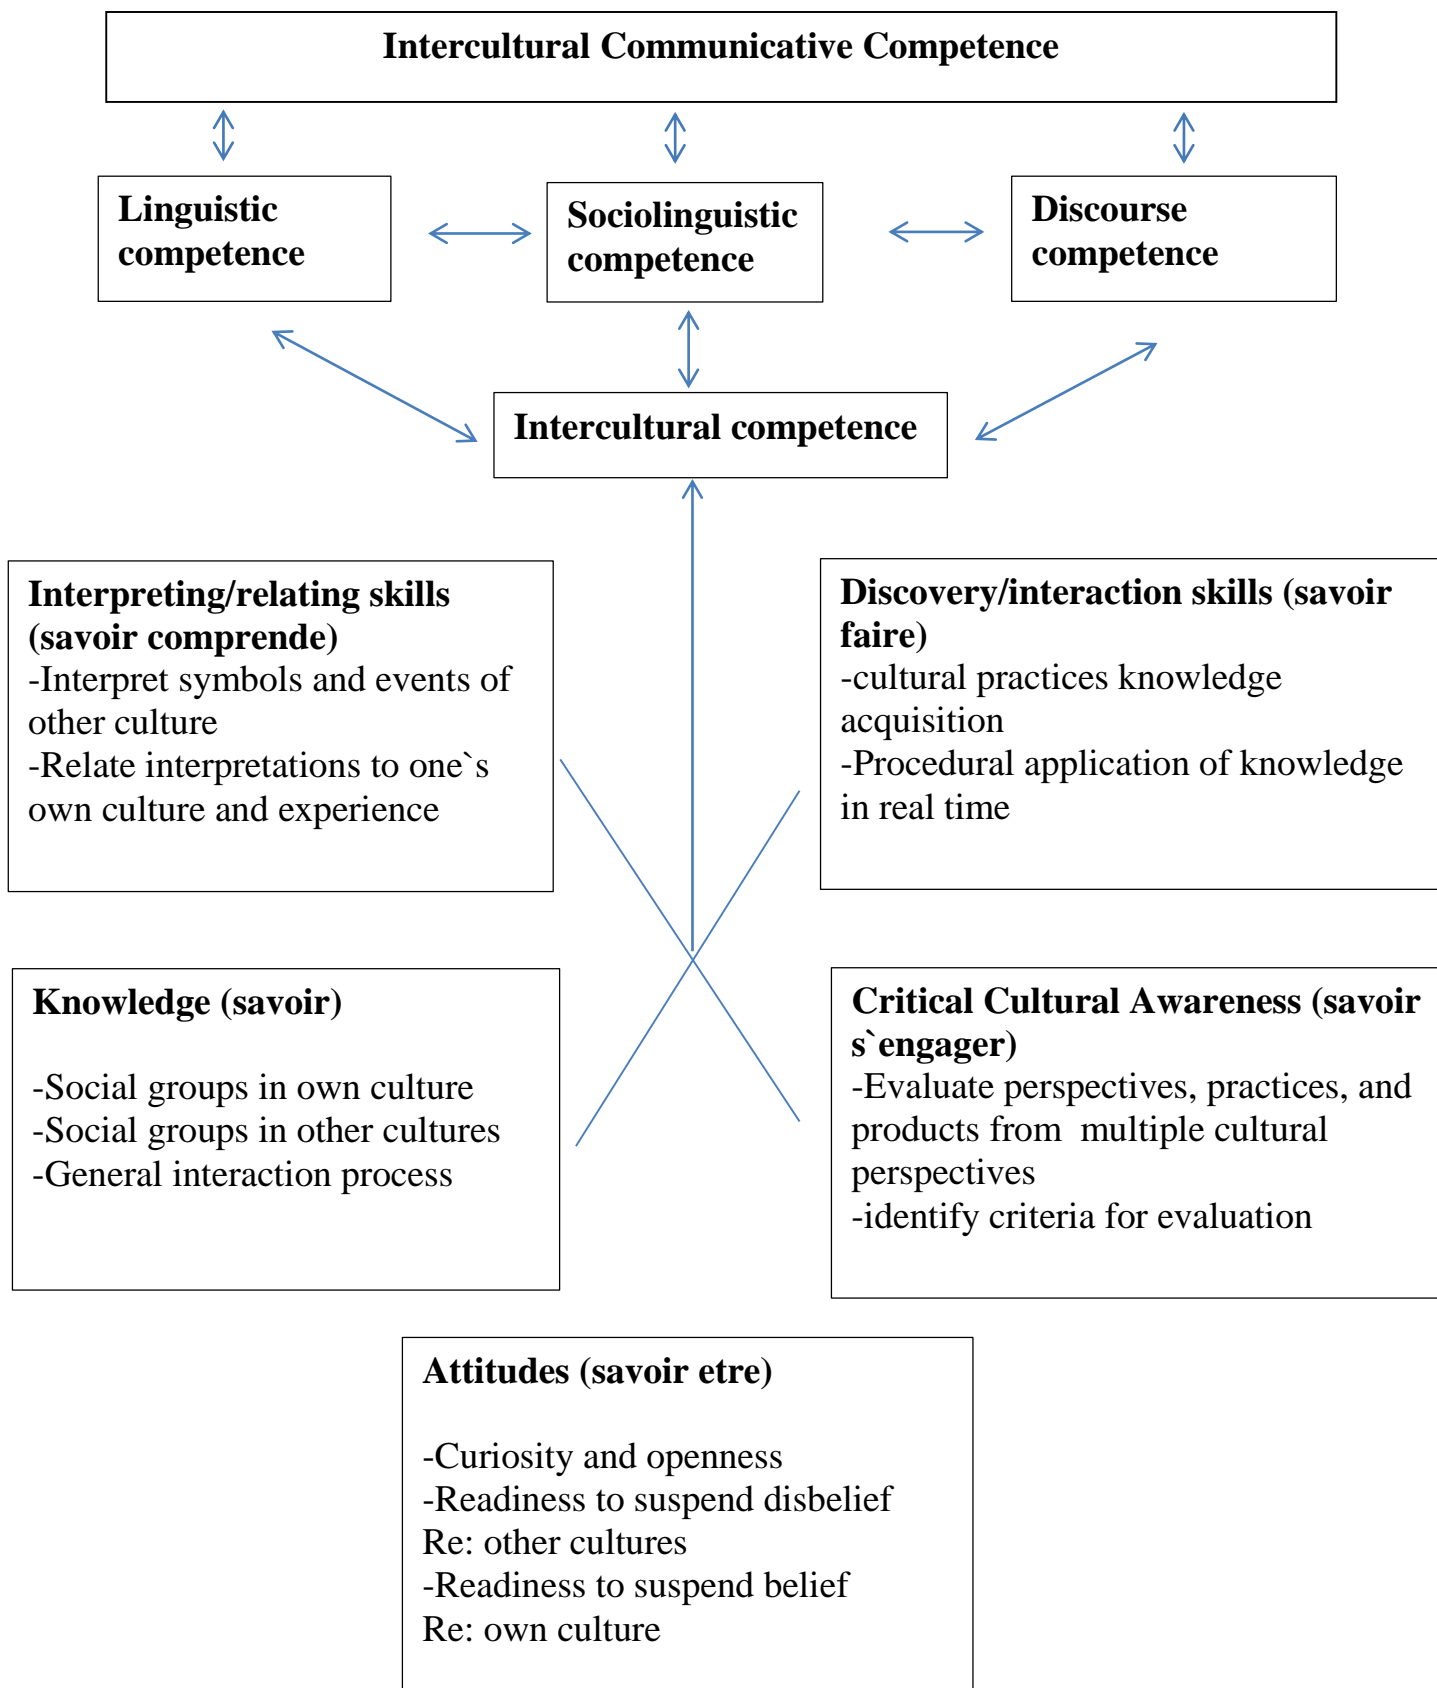 Intercultural Communicative Competence
Linguistic
competence
Sociolinguistic
competence
Discourse
competence
Intercultural competence
Interpreting/relating skills
(savoir comprende)
-Interpret symbols and events of
other culture
-Relate interpretations to one`s
own culture and experience
Discovery/interaction skills (savoir
faire)
-cultural practices knowledge
acquisition
-Procedural application of knowledge
in real time
Knowledge (savoir)
-Social groups in own culture
-Social groups in other cultures
-General interaction process
Critical Cultural Awareness (savoir
s`engager)
-Evaluate perspectives, practices, and
products from  multiple cultural
perspectives
-identify criteria for evaluation
Attitudes (savoir etre)
-Curiosity and openness
-Readiness to suspend disbelief
Re: other cultures
-Readiness to suspend belief
Re: own culture